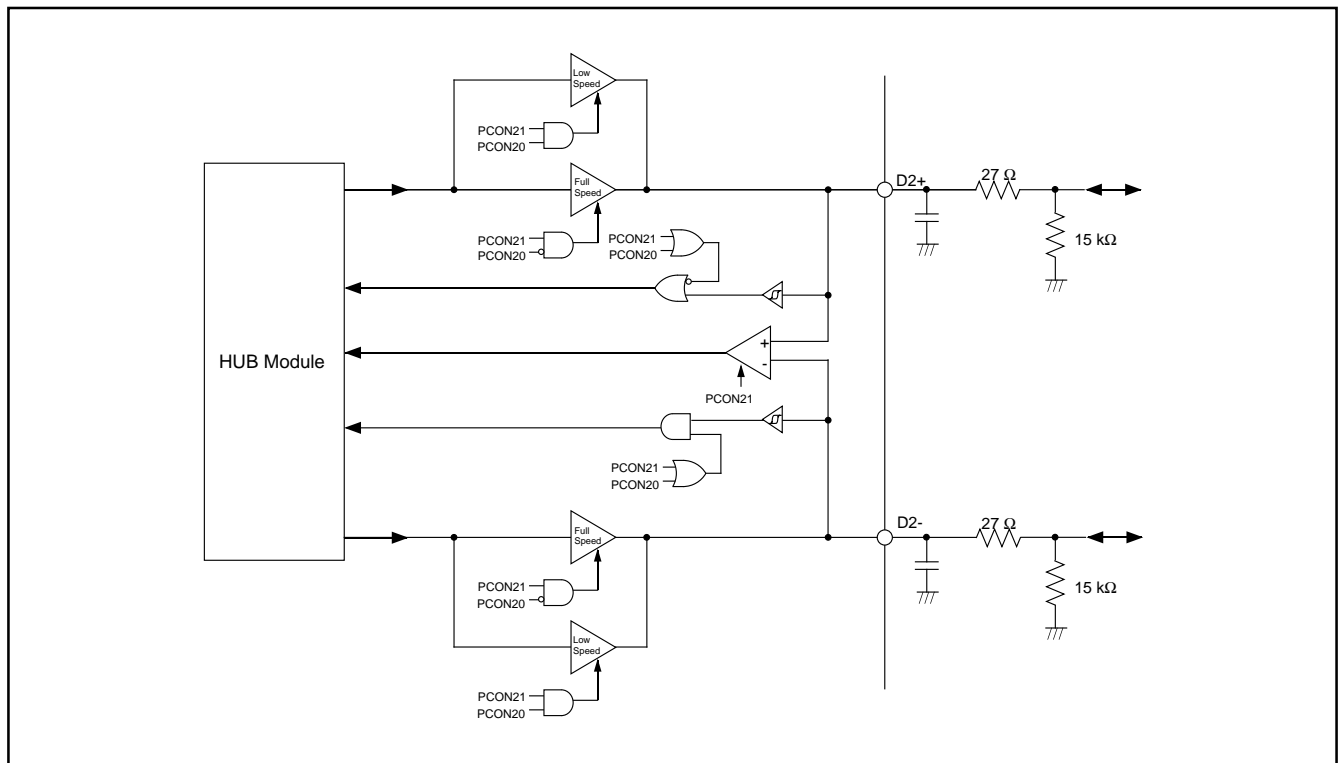 Low
Speed
PCON21
PCON20
D2+
27 Ω
Full
Speed
PCON21
PCON20
PCON21
PCON20
15 kΩ
HUB Module
+
-
PCON21
PCON21
PCON20
D2-
27 Ω
Full
Speed
PCON21
PCON20
15 kΩ
Low
Speed
PCON21
PCON20